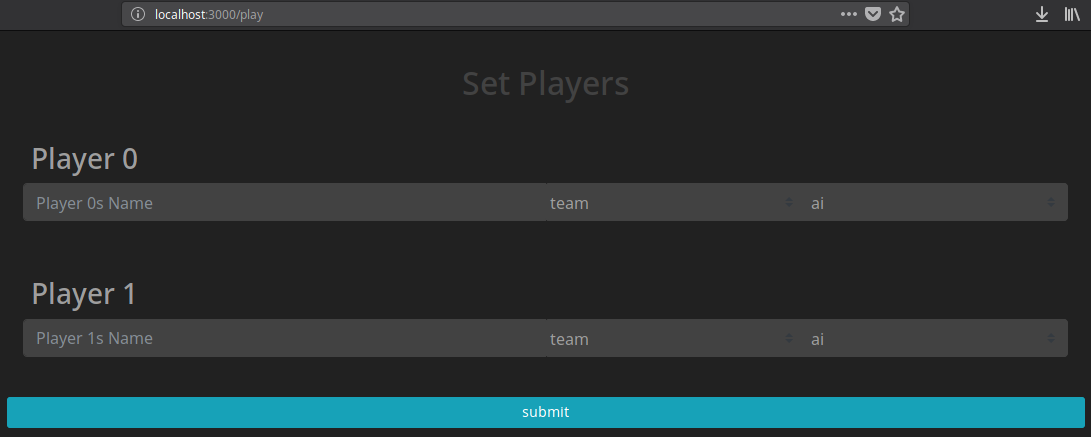 localhost:3000/play
Set Players
Player 0
Player 0s Name team ai
Player 1
Player 1s Name team ai
submit